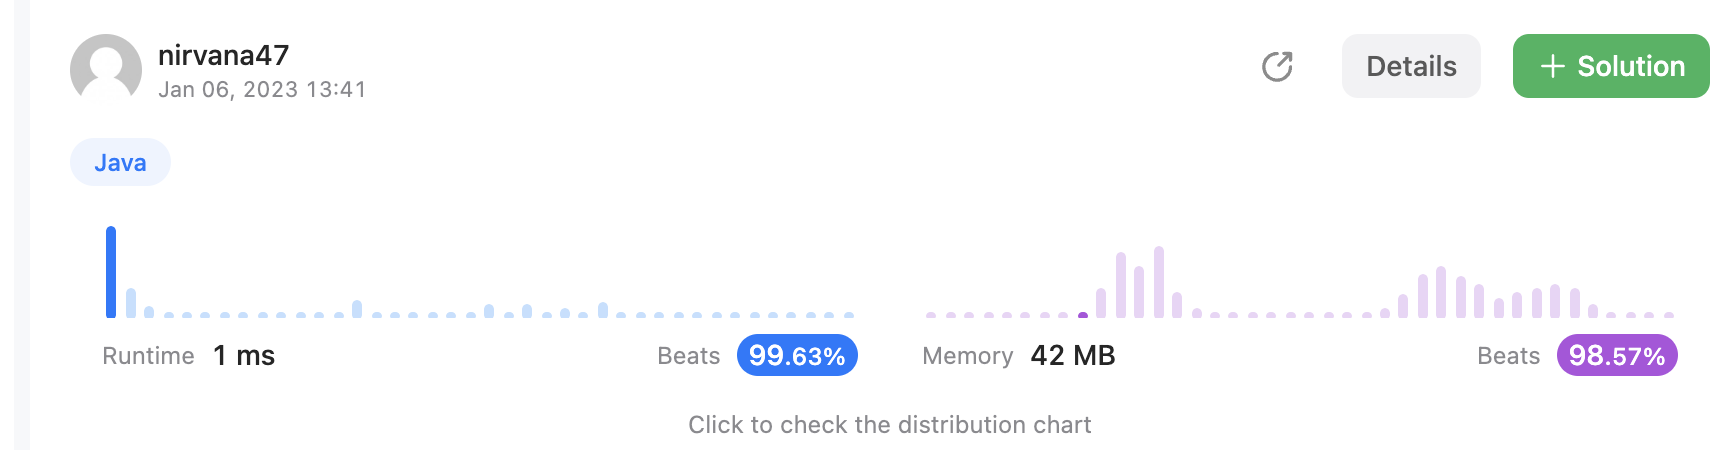 nirvana47
Jan 06, 2023 13:41
Details
+ Solution
Java
Runtime 1 ms Beats 99.63%
Memory 42 MB Beats 98.57%
Click to check the distribution chart